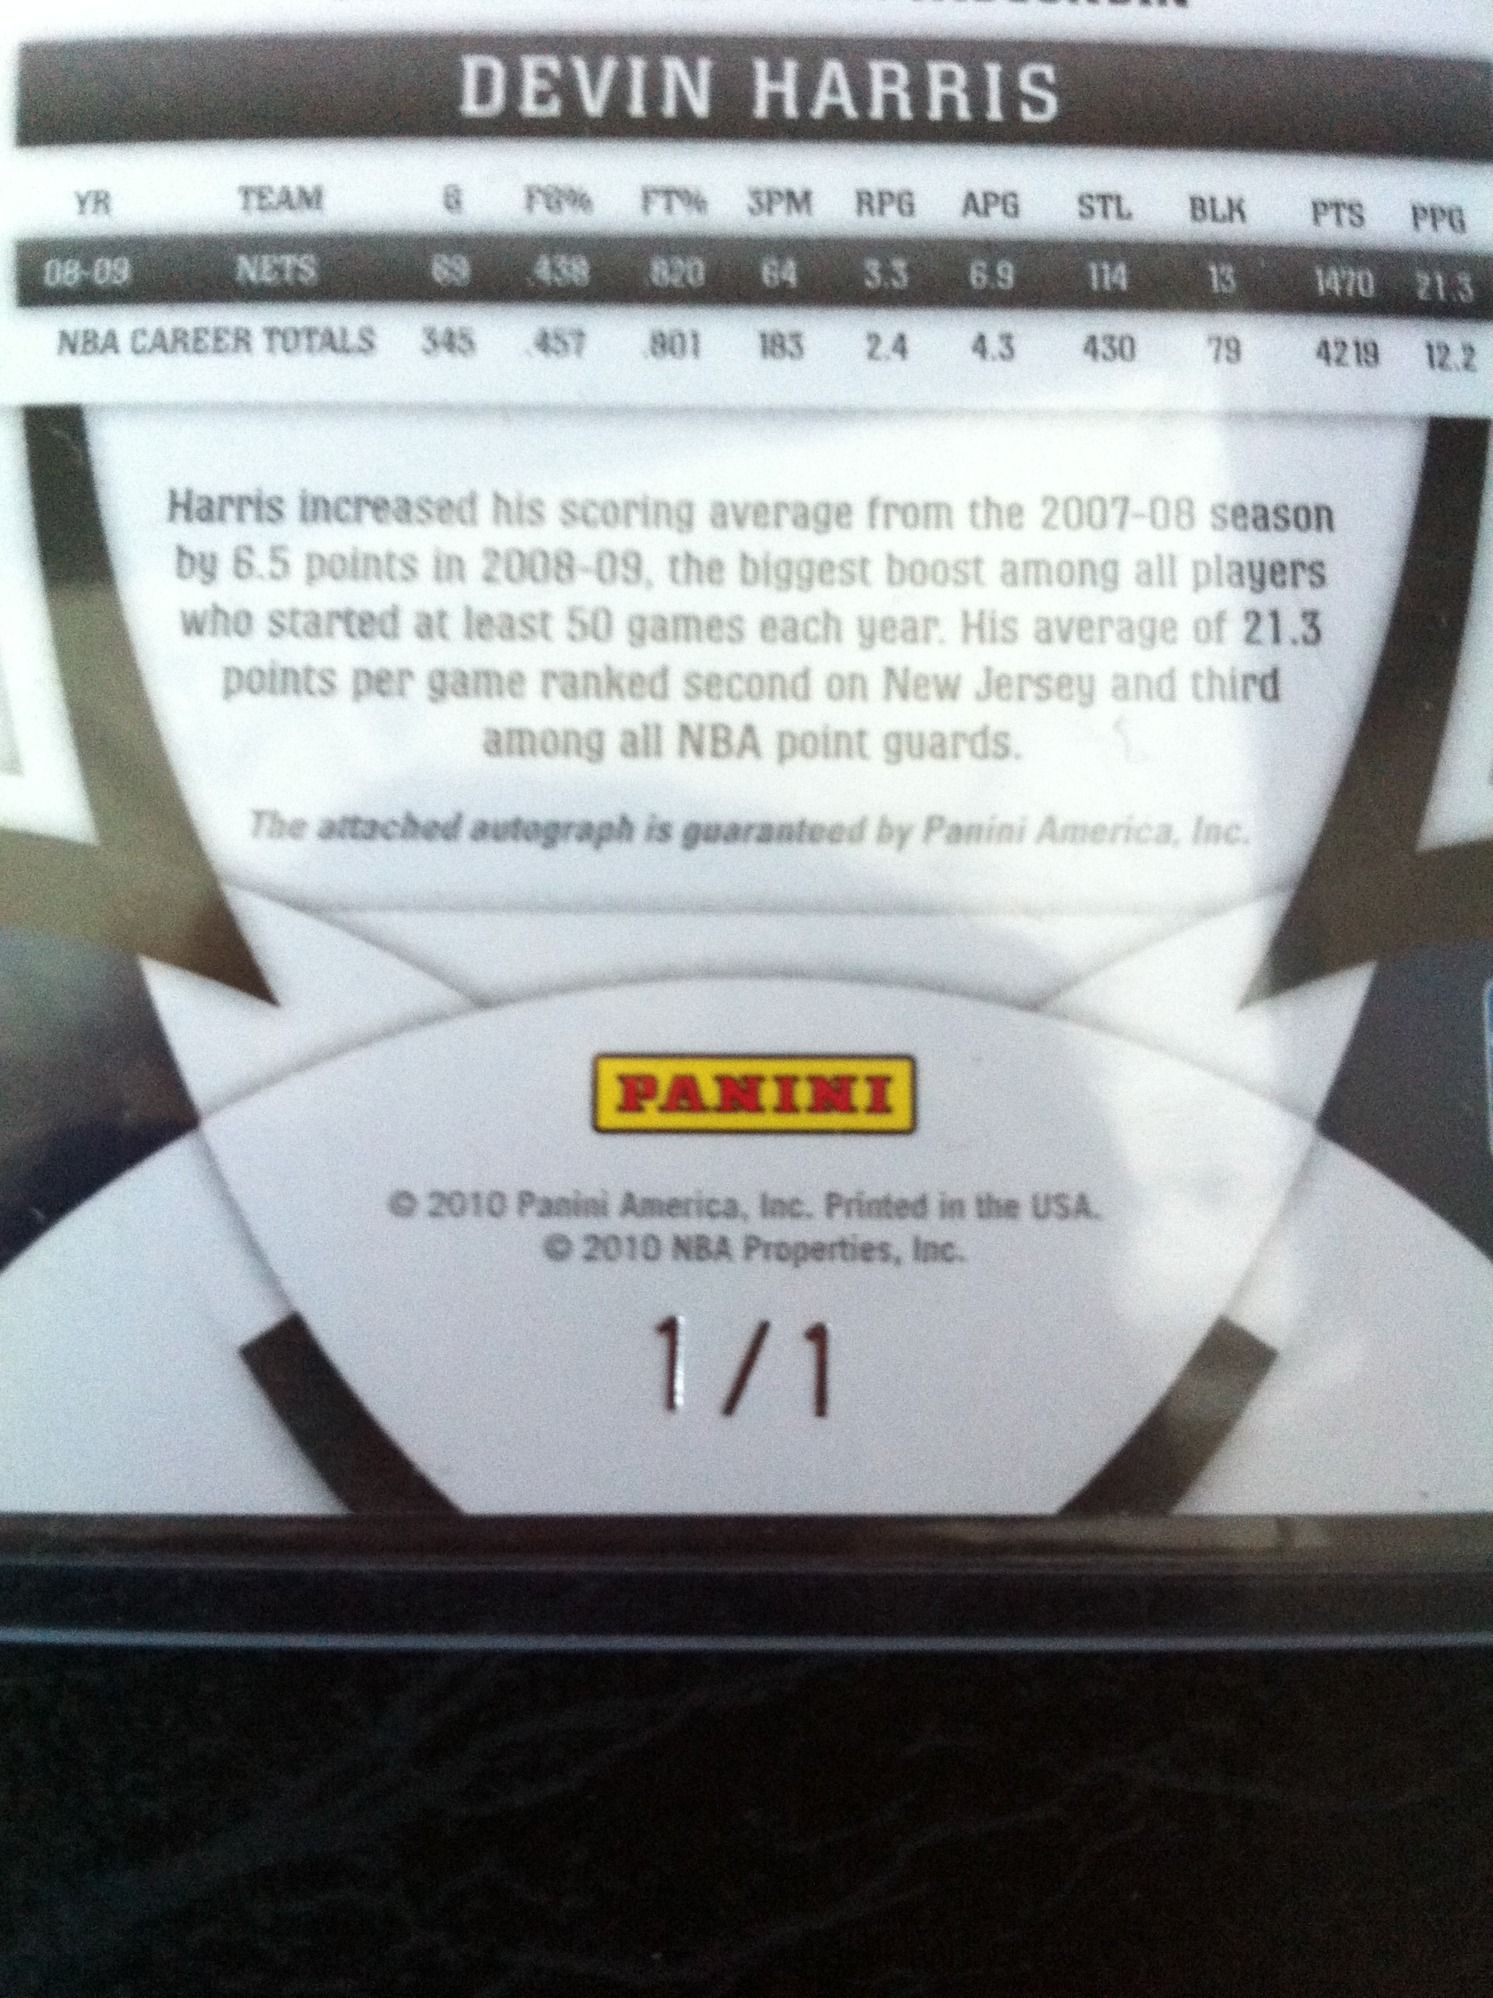 DEVIN HARRIS
YR TEAM G FG% FT% 3PM RPG APG STL BLK PTS PPG
08-09 NETS 69 .438 .820 64 3.3 6.9 114 13 1470 21.3
NBA CAREER TOTALS 345 .457 .801 183 2.4 4.3 430 79 4219 12.2
Harris increased his scoring average from the 2007-08 season
by 6.5 points in 2008-09, the biggest boost among all players
who started at least 50 games each year. His average of 21.3
points per game ranked second on New Jersey and third
among all NBA point guards.
The attached autograph is guaranteed by Panini America, Inc.
PANINI
© 2010 Panini America, Inc. Printed in the USA.
© 2010 NBA Properties, Inc.
1/1